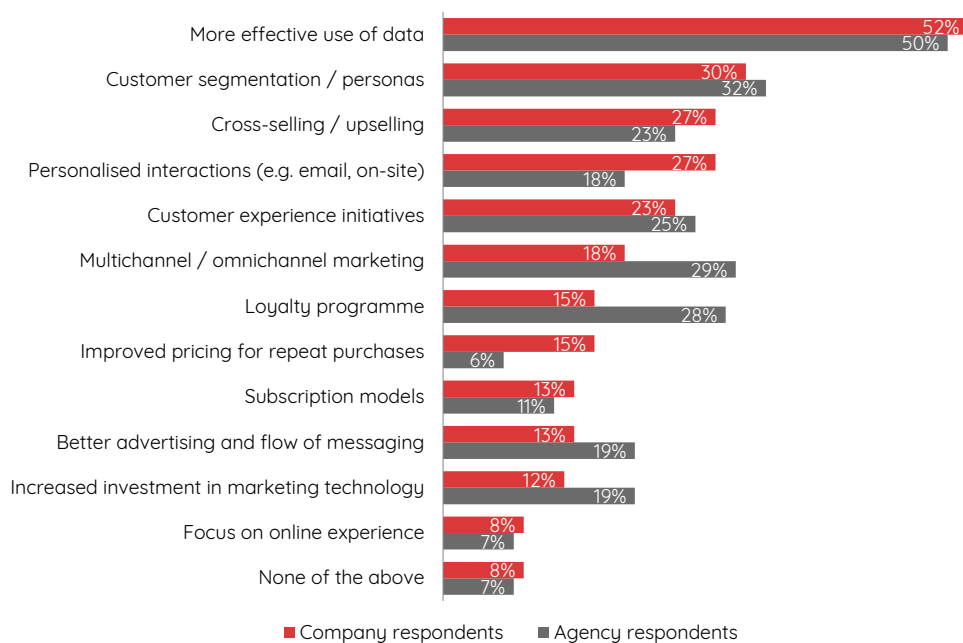 More effective use of data
52%
50%
Customer segmentation / personas
30%
32%
Cross-selling / upselling
27%
23%
Personalised interactions (e.g. email, on-site)
27%
18%
Customer experience initiatives
23%
25%
Multichannel / omnichannel marketing
18%
29%
Loyalty programme
15%
28%
Improved pricing for repeat purchases
15%
6%
Subscription models
13%
11%
Better advertising and flow of messaging
13%
19%
Increased investment in marketing technology
12%
19%
Focus on online experience
8%
7%
None of the above
8%
7%
Company respondents Agency respondents